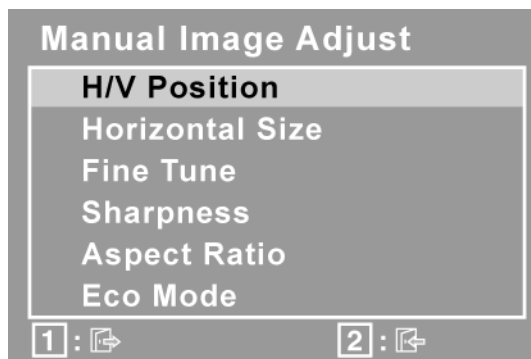 Manual Image Adjust
H/V Position
Horizontal Size
Fine Tune
Sharpness
Aspect Ratio
Eco Mode
1 : 2 :